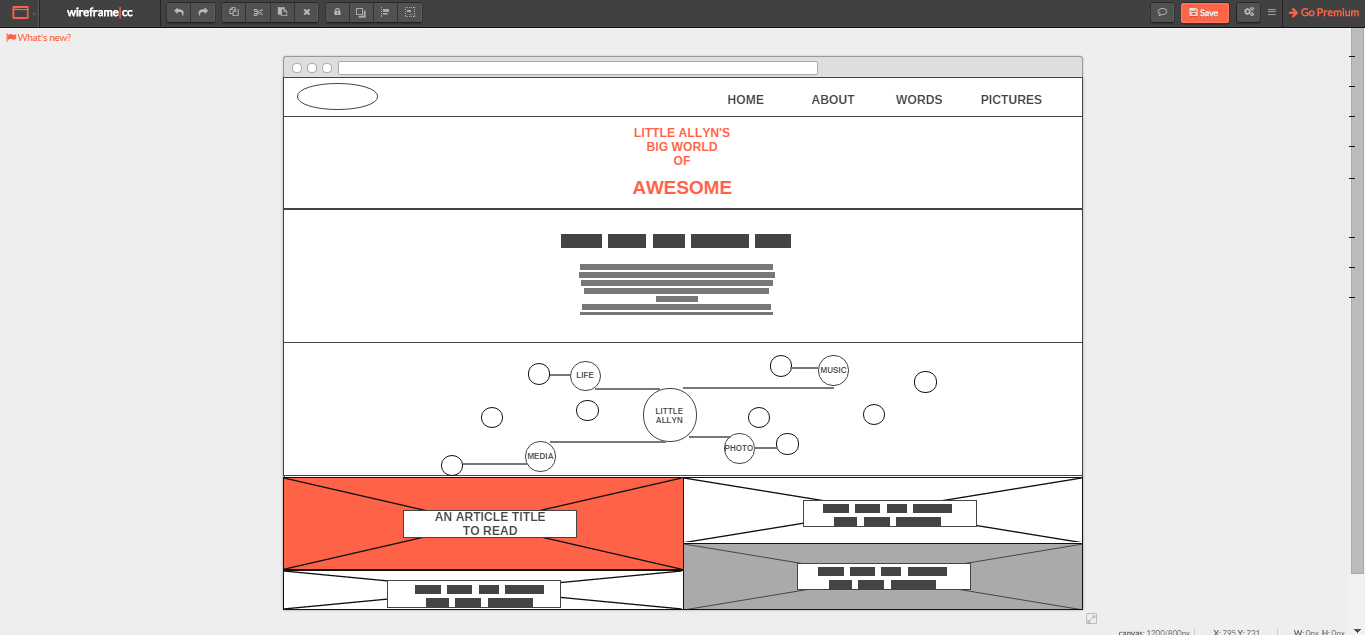 wireframe|cc
Save
Go Premium
What's new?
HOME ABOUT WORDS PICTURES
LITTLE ALLYN'S
BIG WORLD
OF
AWESOME
LIFE
MUSIC
LITTLE
ALLYN
MEDIA
PHOTO
AN ARTICLE TITLE
TO READ
canvas: 1200/800px X: 795 Y: 731 W: 0px H: 0px